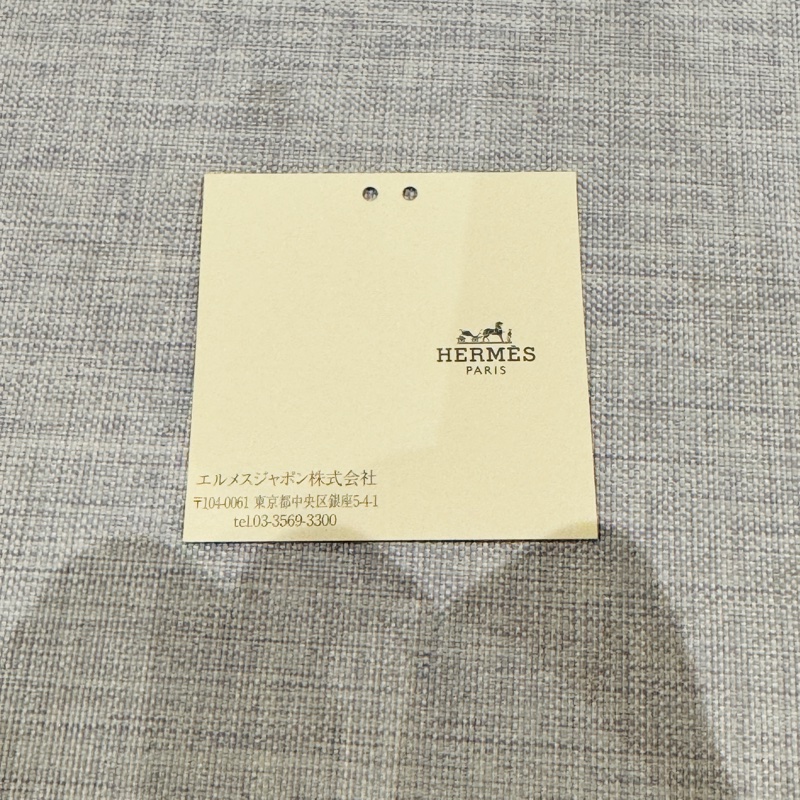 HERMÈS
PARIS
エルメスジャポン株式会社
〒104-0061 東京都中央区銀座5-4-1
tel.03-3569-3300